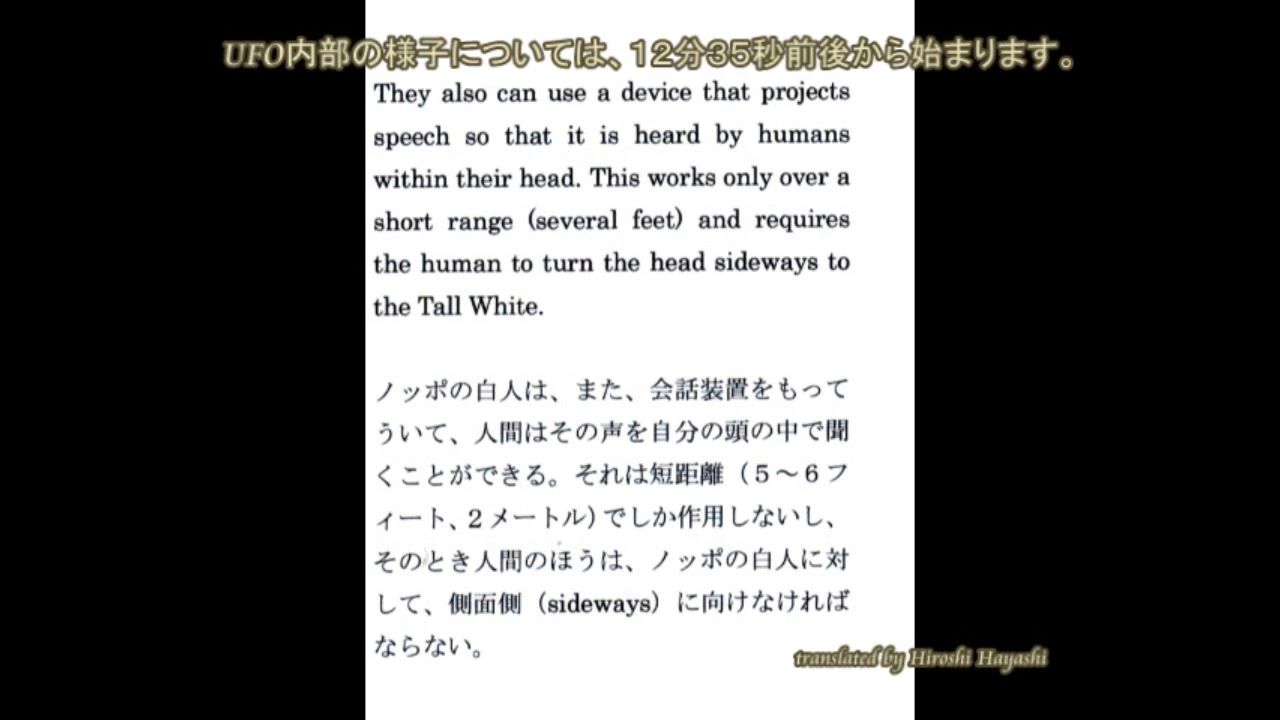 UFO内部の様子については、１２分３５秒前後から始まります。
They also can use a device that projects
speech so that it is heard by humans
within their head. This works only over a
short range (several feet) and requires
the human to turn the head sideways to
the Tall White.
ノッポの白人は、また、会話装置をもって
ういて、人間はその声を自分の頭の中で聞
くことができる。それは短距離（５～６フ
ィート、2 メートル）でしか作用しないし、
そのとき人間のほうは、ノッポの白人に対
して、側面側（sideways）に向けなければ
ならない。
translated by Hiroshi Hayashi